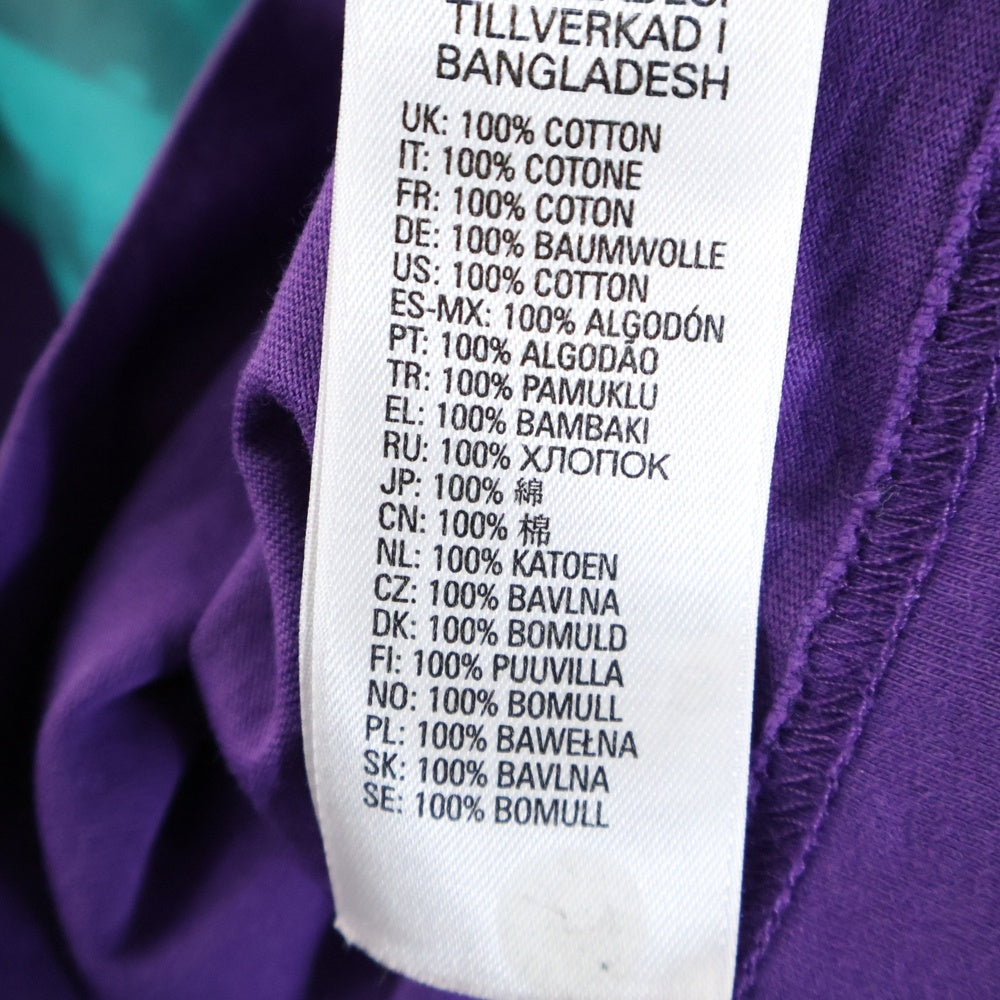 TILLVERKAD I
BANGLADESH
UK: 100% COTTON
IT: 100% COTONE
FR: 100% COTON
DE: 100% BAUMWOLLE
US: 100% COTTON
ES-MX: 100% ALGODÓN
PT: 100% ALGODÃO
TR: 100% PAMUKLU
EL: 100% BAMBAKI
RU: 100% ХЛОПОК
JP: 100% 綿
CN: 100% 棉
NL: 100% KATOEN
CZ: 100% BAVLNA
DK: 100% BOMULD
FI: 100% PUUVILLA
NO: 100% BOMULL
PL: 100% BAWEŁNA
SK: 100% BAVLNA
SE: 100% BOMULL